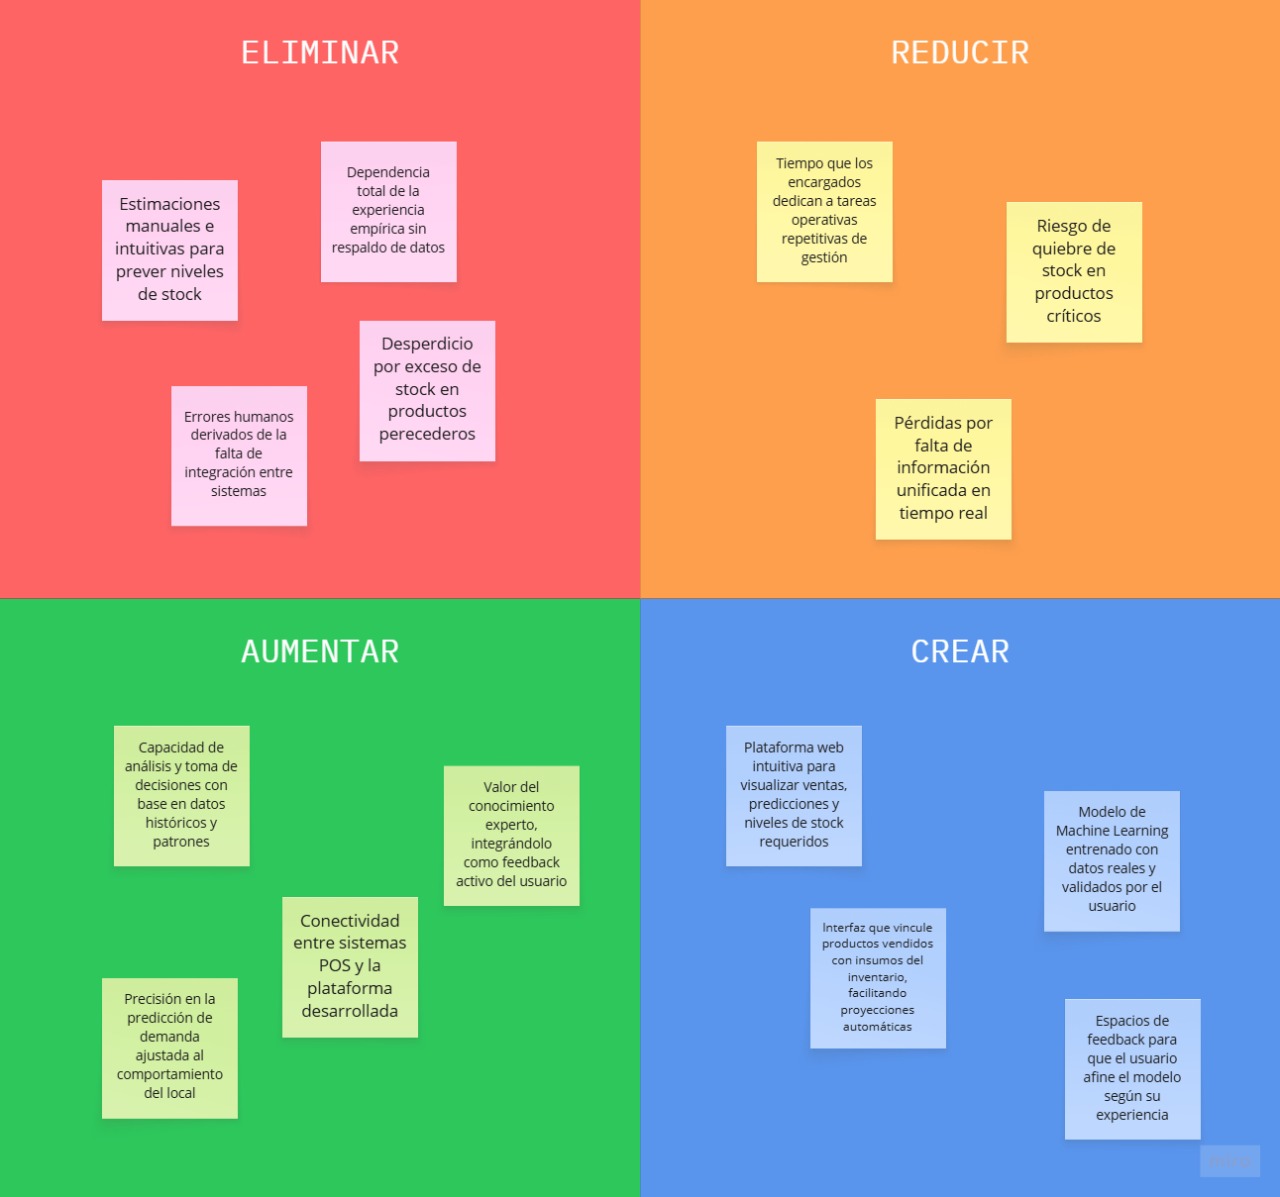 ELIMINAR
Estimaciones
manuales e
intuitivas para
prever niveles
de stock
Dependencia
total de la
experiencia
empírica sin
respaldo de datos
Desperdicio
por exceso de
stock en
productos
perecederos
Errores humanos
derivados de la
falta de
integración entre
sistemas
REDUCIR
Tiempo que los
encargados
dedican a tareas
operativas
repetitivas de
gestión
Riesgo de
quiebre de
stock en
productos
críticos
Pérdidas por
falta de
información
unificada en
tiempo real
AUMENTAR
Capacidad de
análisis y toma de
decisiones con
base en datos
históricos y
patrones
Valor del
conocimiento
experto,
integrándolo
como feedback
activo del usuario
Conectividad
entre sistemas
POS y la
plataforma
desarrollada
Precisión en la
predicción de
demanda
ajustada al
comportamiento
del local
CREAR
Plataforma web
intuitiva para
visualizar ventas,
predicciones y
niveles de stock
requeridos
Modelo de
Machine Learning
entrenado con
datos reales y
validados por el
usuario
Interfaz que vincule
productos vendidos
con insumos del
inventario,
facilitando
proyecciones
automáticas
Espacios de
feedback para
que el usuario
afine el modelo
según su
experiencia